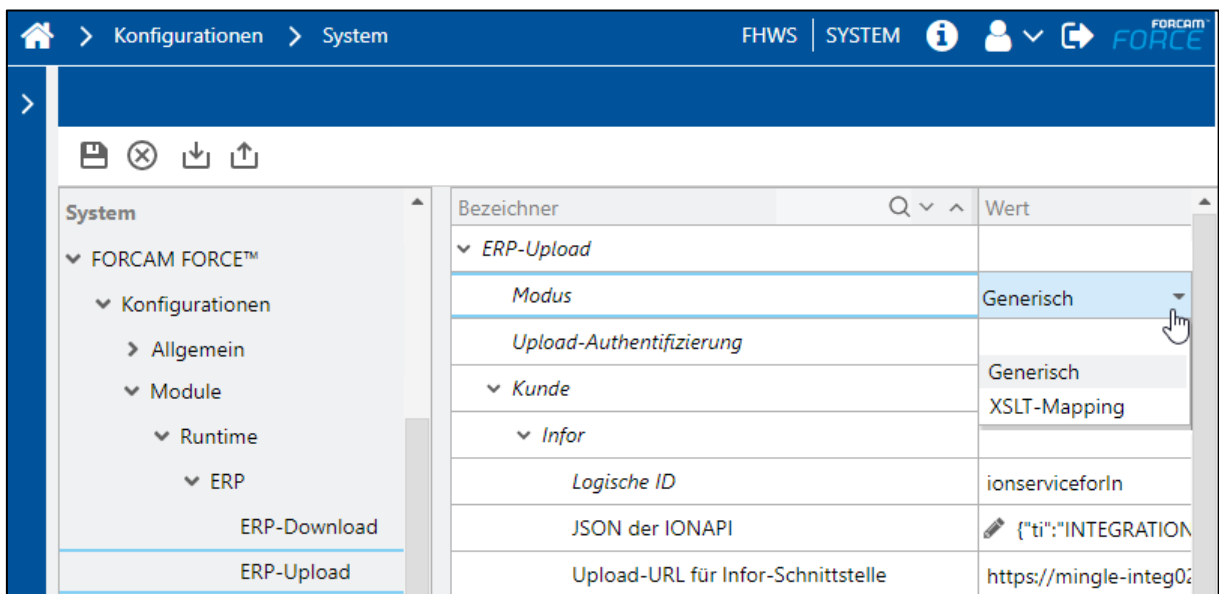 Konfigurationen System FHWS SYSTEM FORCAM FORCE
System
FORCAM FORCE™
Konfigurationen
Allgemein
Module
Runtime
ERP
ERP-Download
ERP-Upload
Bezeichner Wert
ERP-Upload
Modus Generisch
Upload-Authentifizierung
Generisch
XSLT-Mapping
Kunde
Infor
Logische ID ionserviceforIn
JSON der IONAPI {"ti":"INTEGRATION
Upload-URL für Infor-Schnittstelle https://mingle-integ02